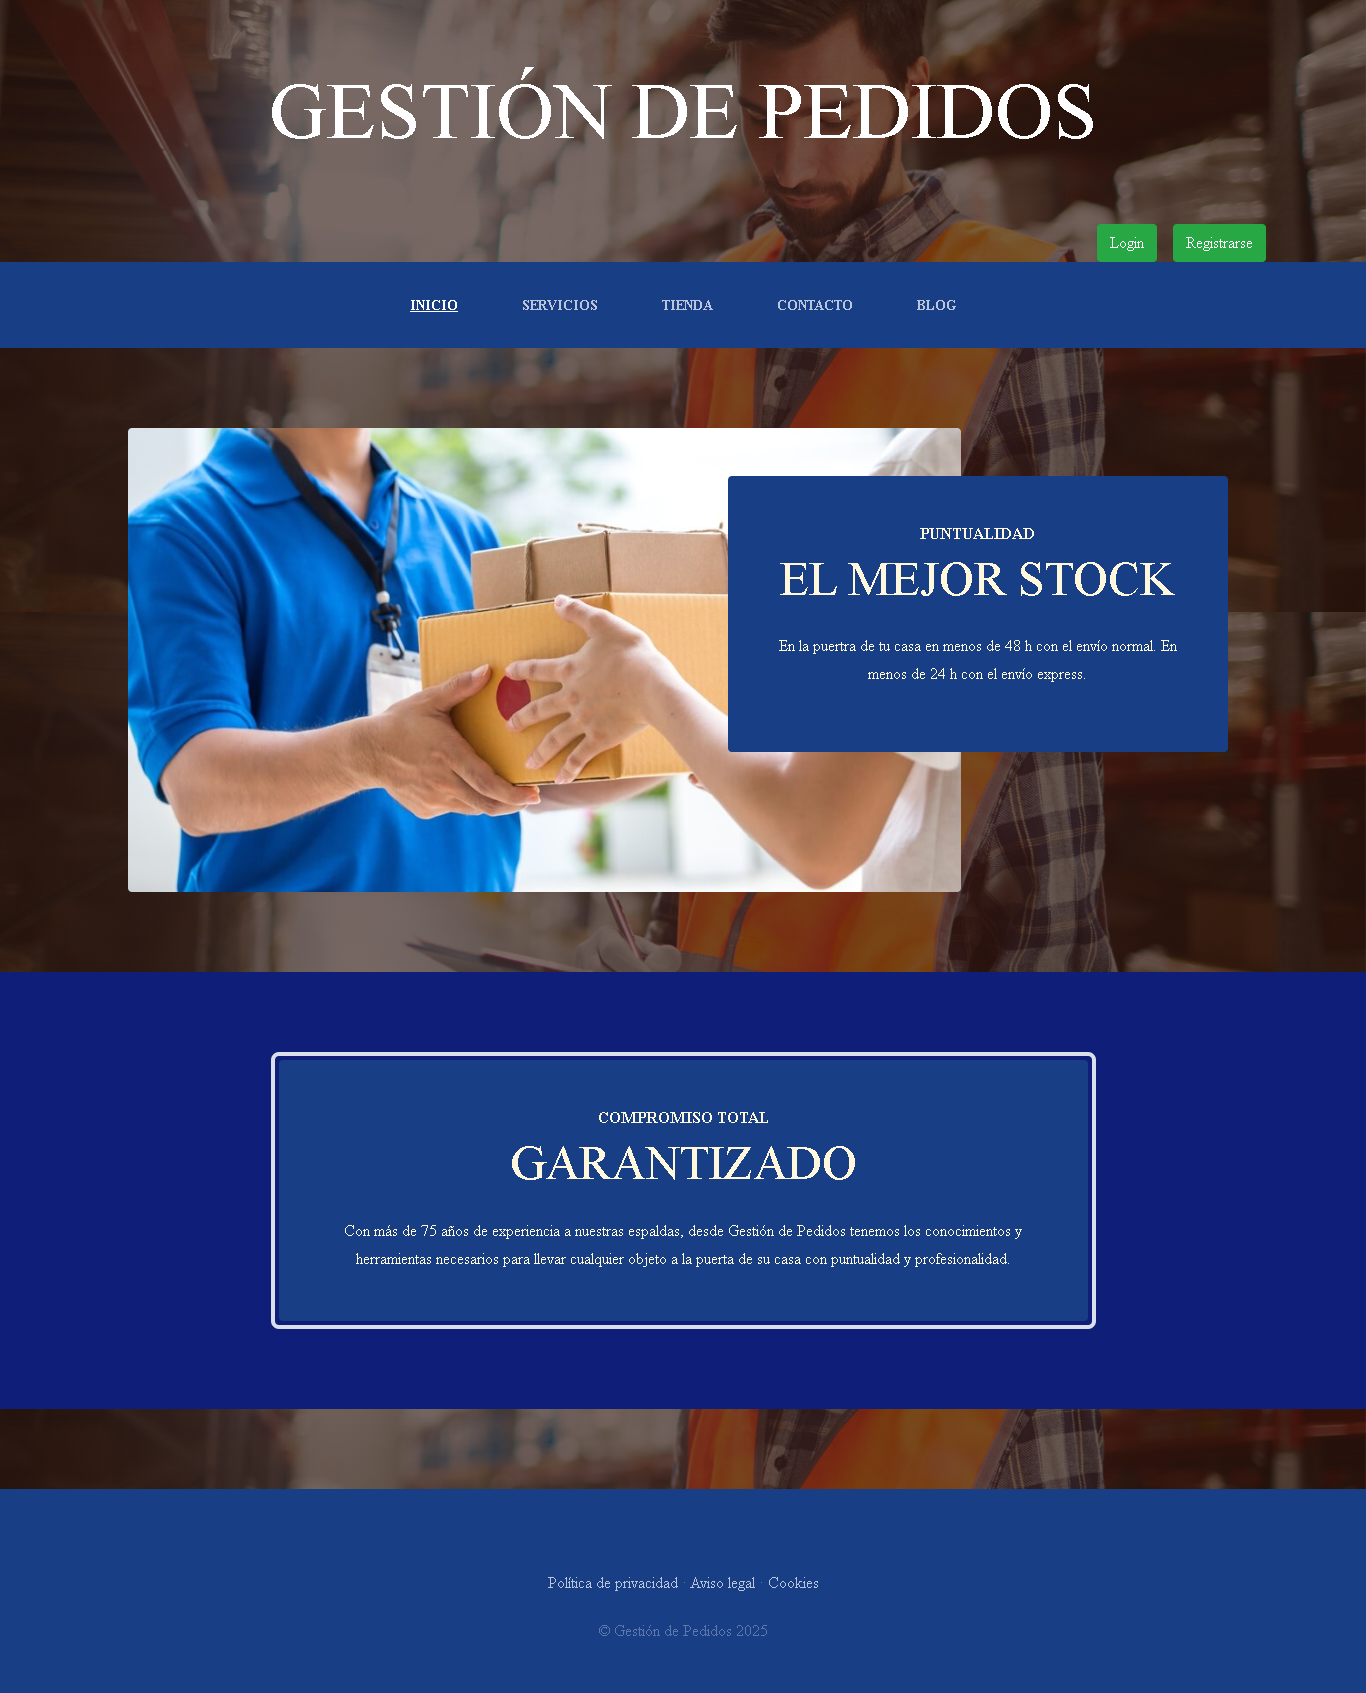 GESTIÓN DE PEDIDOS
Login
Registrarse
INICIO
SERVICIOS
TIENDA
CONTACTO
BLOG
PUNTUALIDAD
EL MEJOR STOCK
En la puertra de tu casa en menos de 48 h con el envío normal. En
menos de 24 h con el envío express.
COMPROMISO TOTAL
GARANTIZADO
Con más de 75 años de experiencia a nuestras espaldas, desde Gestión de Pedidos tenemos los conocimientos y
herramientas necesarios para llevar cualquier objeto a la puerta de su casa con puntualidad y profesionalidad.
Política de privacidad · Aviso legal · Cookies
© Gestión de Pedidos 2025